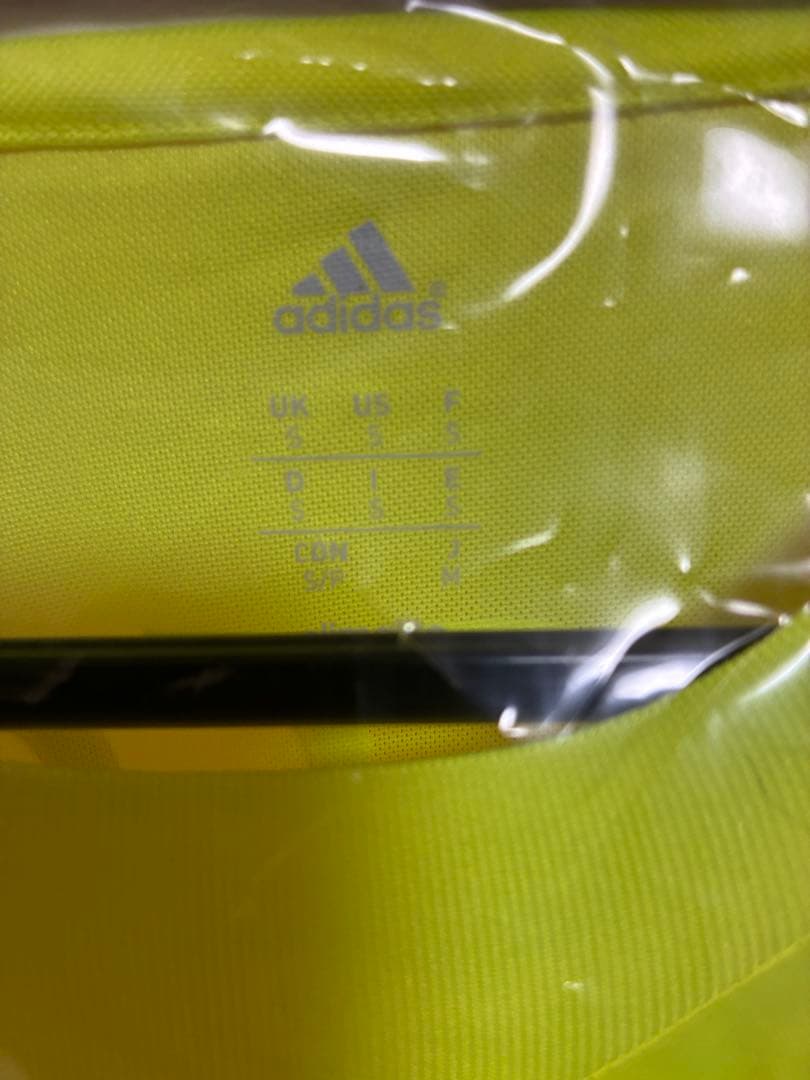 adidas®
UK US F
S S S
D I E
S S S
CDN J
S/P M